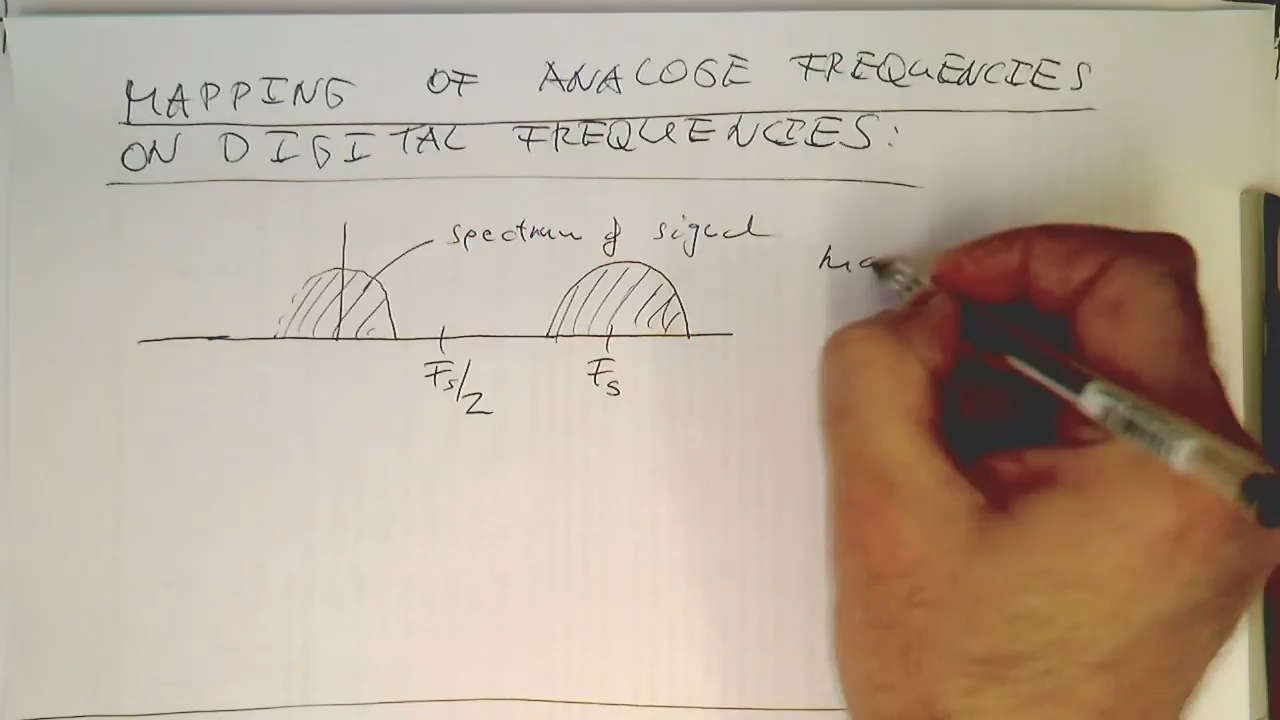 MAPPING OF ANALOGE FREQUENCIES
ON DIGITAL FREQUENCIES:
spectrum of signal
Fs/2
Fs